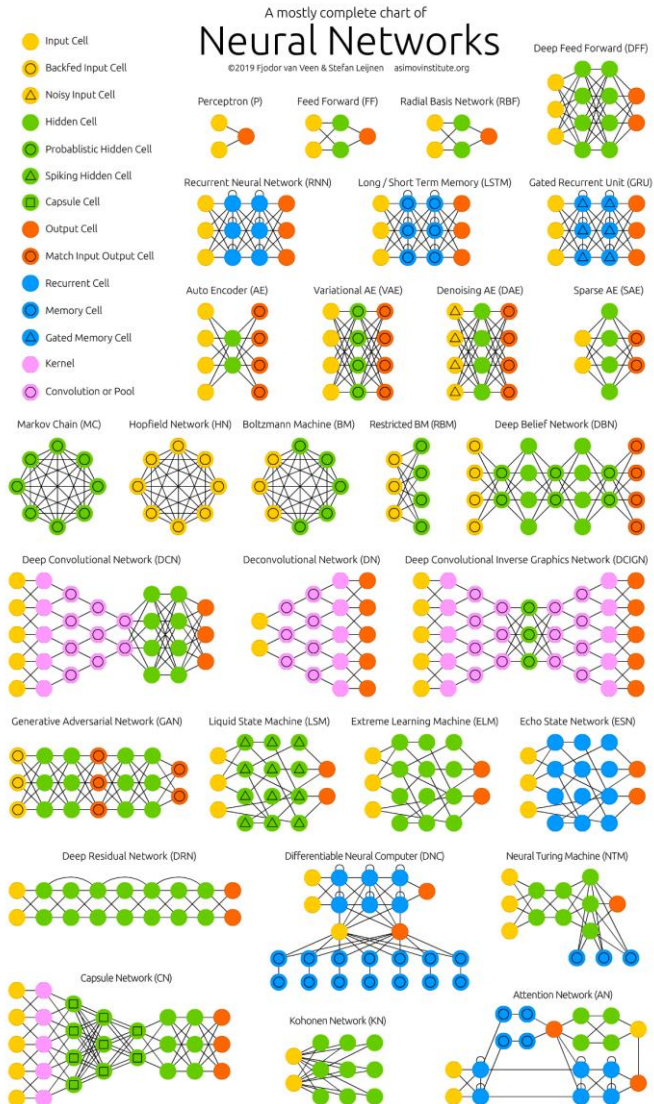 A mostly complete chart of
Neural Networks
©2019 Fjodor van Veen & Stefan Leijnen asimovinstitute.org
Input Cell
Backfed Input Cell
Noisy Input Cell
Hidden Cell
Probablistic Hidden Cell
Spiking Hidden Cell
Capsule Cell
Output Cell
Match Input Output Cell
Recurrent Cell
Memory Cell
Gated Memory Cell
Kernel
Convolution or Pool
Deep Feed Forward (DFF)
Perceptron (P)
Feed Forward (FF)
Radial Basis Network (RBF)
Recurrent Neural Network (RNN)
Long / Short Term Memory (LSTM)
Gated Recurrent Unit (GRU)
Auto Encoder (AE)
Variational AE (VAE)
Denoising AE (DAE)
Sparse AE (SAE)
Markov Chain (MC)
Hopfield Network (HN)
Boltzmann Machine (BM)
Restricted BM (RBM)
Deep Belief Network (DBN)
Deep Convolutional Network (DCN)
Deconvolutional Network (DN)
Deep Convolutional Inverse Graphics Network (DCIGN)
Generative Adversarial Network (GAN)
Liquid State Machine (LSM)
Extreme Learning Machine (ELM)
Echo State Network (ESN)
Deep Residual Network (DRN)
Differentiable Neural Computer (DNC)
Neural Turing Machine (NTM)
Capsule Network (CN)
Kohonen Network (KN)
Attention Network (AN)